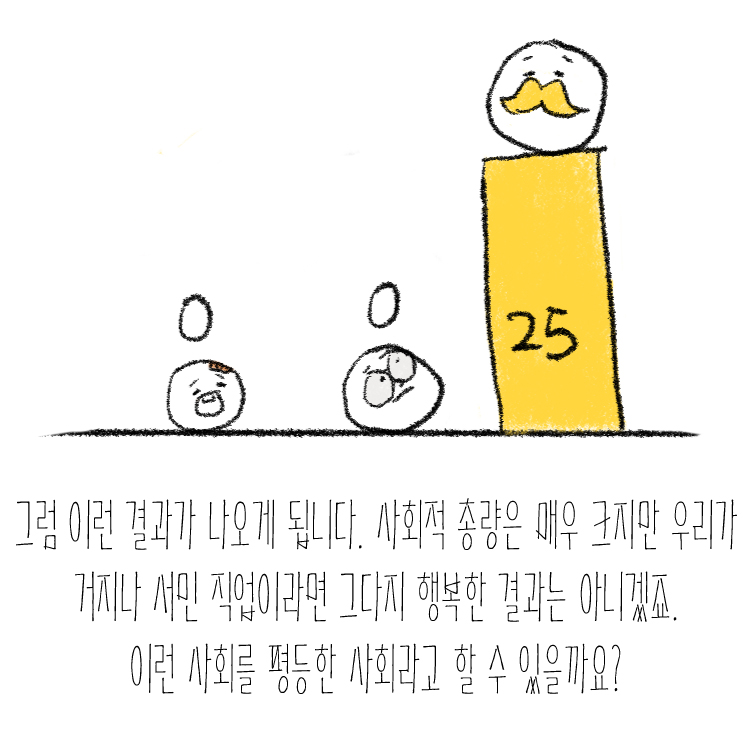 0 0 25
그럼 이런 결과가 나오게 됩니다. 사회적 총량은 매우 크지만 우리가
거지나 서민 직업이라면 그다지 행복한 결과는 아니겠죠.
이런 사회를 평등한 사회라고 할 수 있을까요?